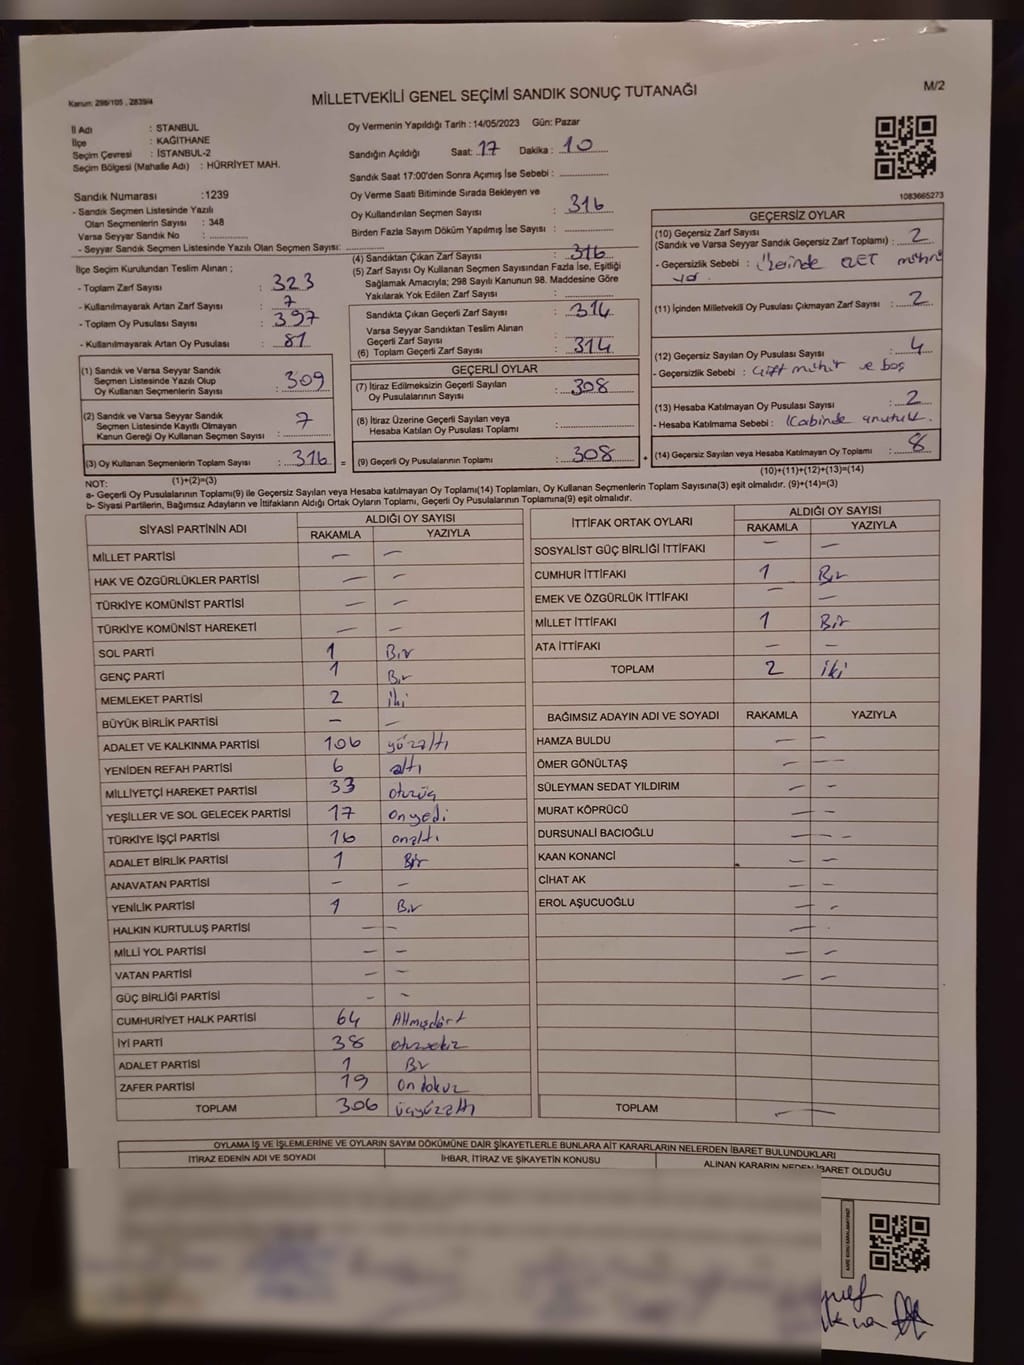 Kanun: 298/105 , 2839/4
MİLLETVEKİLİ GENEL SEÇİMİ SANDIK SONUÇ TUTANAĞI
M/2
İl Adı : STANBUL
İlçe : KAĞITHANE
Seçim Çevresi : İSTANBUL-2
Seçim Bölgesi (Mahalle Adı) : HÜRRİYET MAH.
Sandık Numarası :1239
- Sandık Seçmen Listesinde Yazılı
Olan Seçmenlerin Sayısı : 348
Varsa Seyyar Sandık No :
- Seyyar Sandık Seçmen Listesinde Yazılı Olan Seçmen Sayısı:
Oy Vermenin Yapıldığı Tarih : 14/05/2023 Gün: Pazar
Sandığın Açıldığı Saat: 17 Dakika : 10
Sandık Saat 17:00'den Sonra Açımış İse Sebebi :
Oy Verme Saati Bitiminde Sırada Bekleyen ve
Oy Kullandırılan Seçmen Sayısı : 316
Birden Fazla Sayım Döküm Yapılmış İse Sayısı :
1083665273
İlçe Seçim Kurulundan Teslim Alınan ;
- Toplam Zarf Sayısı : 323
- Kullanılmayarak Artan Zarf Sayısı : 7
- Toplam Oy Pusulası Sayısı : 397
- Kullanılmayarak Artan Oy Pusulası : 81
(1) Sandık ve Varsa Seyyar Sandık
Seçmen Listesinde Yazılı Olup
Oy Kullanan Seçmenlerin Sayısı : 309
(2) Sandık ve Varsa Seyyar Sandık
Seçmen Listesinde Kayıtlı Olmayan
Kanun Gereği Oy Kullanan Seçmen Sayısı : 7
(3) Oy Kullanan Seçmenlerin Toplam Sayısı : 316 =
(4) Sandıktan Çıkan Zarf Sayısı : 316
(5) Zarf Sayısı Oy Kullanan Seçmen Sayısından Fazla İse, Eşitliği
Sağlamak Amacıyla; 298 Sayılı Kanunun 98. Maddesine Göre
Yakılarak Yok Edilen Zarf Sayısı :
Sandıkta Çıkan Geçerli Zarf Sayısı : 314
Varsa Seyyar Sandıktan Teslim Alınan
Geçerli Zarf Sayısı :
(6) Toplam Geçerli Zarf Sayısı : 314
GEÇERLİ OYLAR
(7) İtiraz Edilmeksizin Geçerli Sayılan
Oy Pusulalarının Sayısı : 308
(8) İtiraz Üzerine Geçerli Sayılan veya
Hesaba Katılan Oy Pusulası Toplamı :
(9) Geçerli Oy Pusulalarının Toplamı : 308 +
GEÇERSİZ OYLAR
(10) Geçersiz Zarf Sayısı
(Sandık ve Varsa Seyyar Sandık Geçersiz Zarf Toplamı) : 2
- Geçersizlik Sebebi : Üzerinde EVET mührü
(11) İçinden Milletvekili Oy Pusulası Çıkmayan Zarf Sayısı : 2
(12) Geçersiz Sayılan Oy Pusulası Sayısı : 4
- Geçersizlik Sebebi : Çift mühür ve boş
(13) Hesaba Katılmayan Oy Pusulası Sayısı : 2
- Hesaba Katılmama Sebebi : Kabinde unutul.
(14) Geçersiz Sayılan veya Hesaba Katılmayan Oy Toplamı : 8
NOT: (1)+(2)=(3)
(10)+(11)+(12)+(13)=(14)
a- Geçerli Oy Pusulalarının Toplamı(9) ile Geçersiz Sayılan veya Hesaba katılmayan Oy Toplamı(14) Toplamları, Oy Kullanan Seçmenlerin Toplam Sayısına(3) eşit olmalıdır. (9)+(14)=(3)
b- Siyasi Partilerin, Bağımsız Adayların ve İttifakların Aldığı Ortak Oyların Toplamı, Geçerli Oy Pusulalarının Toplamına(9) eşit olmalıdır.
SİYASİ PARTİNİN ADI ALDIĞI OY SAYISI
RAKAMLA YAZIYLA
MİLLET PARTİSİ — —
HAK VE ÖZGÜRLÜKLER PARTİSİ — —
TÜRKİYE KOMÜNİST PARTİSİ — —
TÜRKİYE KOMÜNİST HAREKETİ — —
SOL PARTİ 1 Bir
GENÇ PARTİ 1 Bir
MEMLEKET PARTİSİ 2 iki
BÜYÜK BİRLİK PARTİSİ — —
ADALET VE KALKINMA PARTİSİ 106 yüzaltı
YENİDEN REFAH PARTİSİ 6 altı
MİLLİYETÇİ HAREKET PARTİSİ 33 otuzüç
YEŞİLLER VE SOL GELECEK PARTİSİ 17 onyedi
TÜRKİYE İŞÇİ PARTİSİ 16 onaltı
ADALET BİRLİK PARTİSİ 1 Bir
ANAVATAN PARTİSİ — —
YENİLİK PARTİSİ 1 Bir
HALKIN KURTULUŞ PARTİSİ — —
MİLLİ YOL PARTİSİ — —
VATAN PARTİSİ — —
GÜÇ BİRLİĞİ PARTİSİ — —
CUMHURİYET HALK PARTİSİ 64 Altmışdört
İYİ PARTİ 38 otuzsekiz
ADALET PARTİSİ 1 Bir
ZAFER PARTİSİ 19 Ondokuz
TOPLAM 306 üçyüzaltı
İTTİFAK ORTAK OYLARI ALDIĞI OY SAYISI
RAKAMLA YAZIYLA
SOSYALİST GÜÇ BİRLİĞİ İTTİFAKI — —
CUMHUR İTTİFAKI 1 Bir
EMEK VE ÖZGÜRLÜK İTTİFAKI — —
MİLLET İTTİFAKI 1 Bir
ATA İTTİFAKI — —
TOPLAM 2 iki
BAĞIMSIZ ADAYIN ADI VE SOYADI RAKAMLA YAZIYLA
HAMZA BULDU — —
ÖMER GÖNÜLTAŞ — —
SÜLEYMAN SEDAT YILDIRIM — —
MURAT KÖPRÜCÜ — —
DURSUNALİ BACIOĞLU — —
KAAN KONANCİ — —
CİHAT AK — —
EROL AŞUCUOĞLU — —
TOPLAM —
OYLAMA İŞ VE İŞLEMLERİNE VE OYLARIN SAYIM DÖKÜMÜNE DAİR ŞİKAYETLERLE BUNLARA AİT KARARLARIN NELERDEN İBARET BULUNDUKLARI
İTİRAZ EDENİN ADI VE SOYADI İHBAR, İTİRAZ VE ŞİKAYETİN KONUSU ALINAN KARARIN NEDEN İBARET OLDUĞU